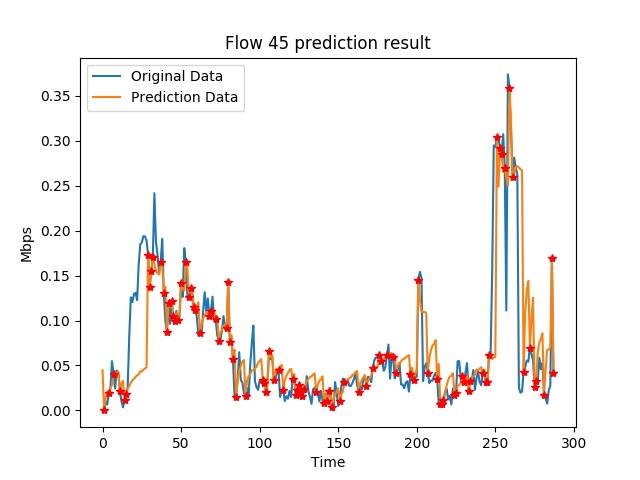 Flow 45 prediction result
Original Data
Prediction Data
Mbps
0.35
0.30
0.25
0.20
0.15
0.10
0.05
0.00
0 50 100 150 200 250 300
Time